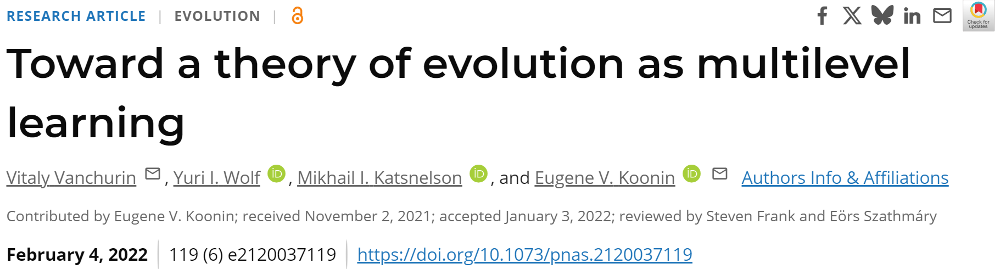 RESEARCH ARTICLE | EVOLUTION |
Check for
updates
Toward a theory of evolution as multilevel
learning
Vitaly Vanchurin , Yuri I. Wolf iD , Mikhail I. Katsnelson iD , and Eugene V. Koonin iD Authors Info & Affiliations
Contributed by Eugene V. Koonin; received November 2, 2021; accepted January 3, 2022; reviewed by Steven Frank and Eörs Szathmáry
February 4, 2022 | 119 (6) e2120037119 | https://doi.org/10.1073/pnas.2120037119